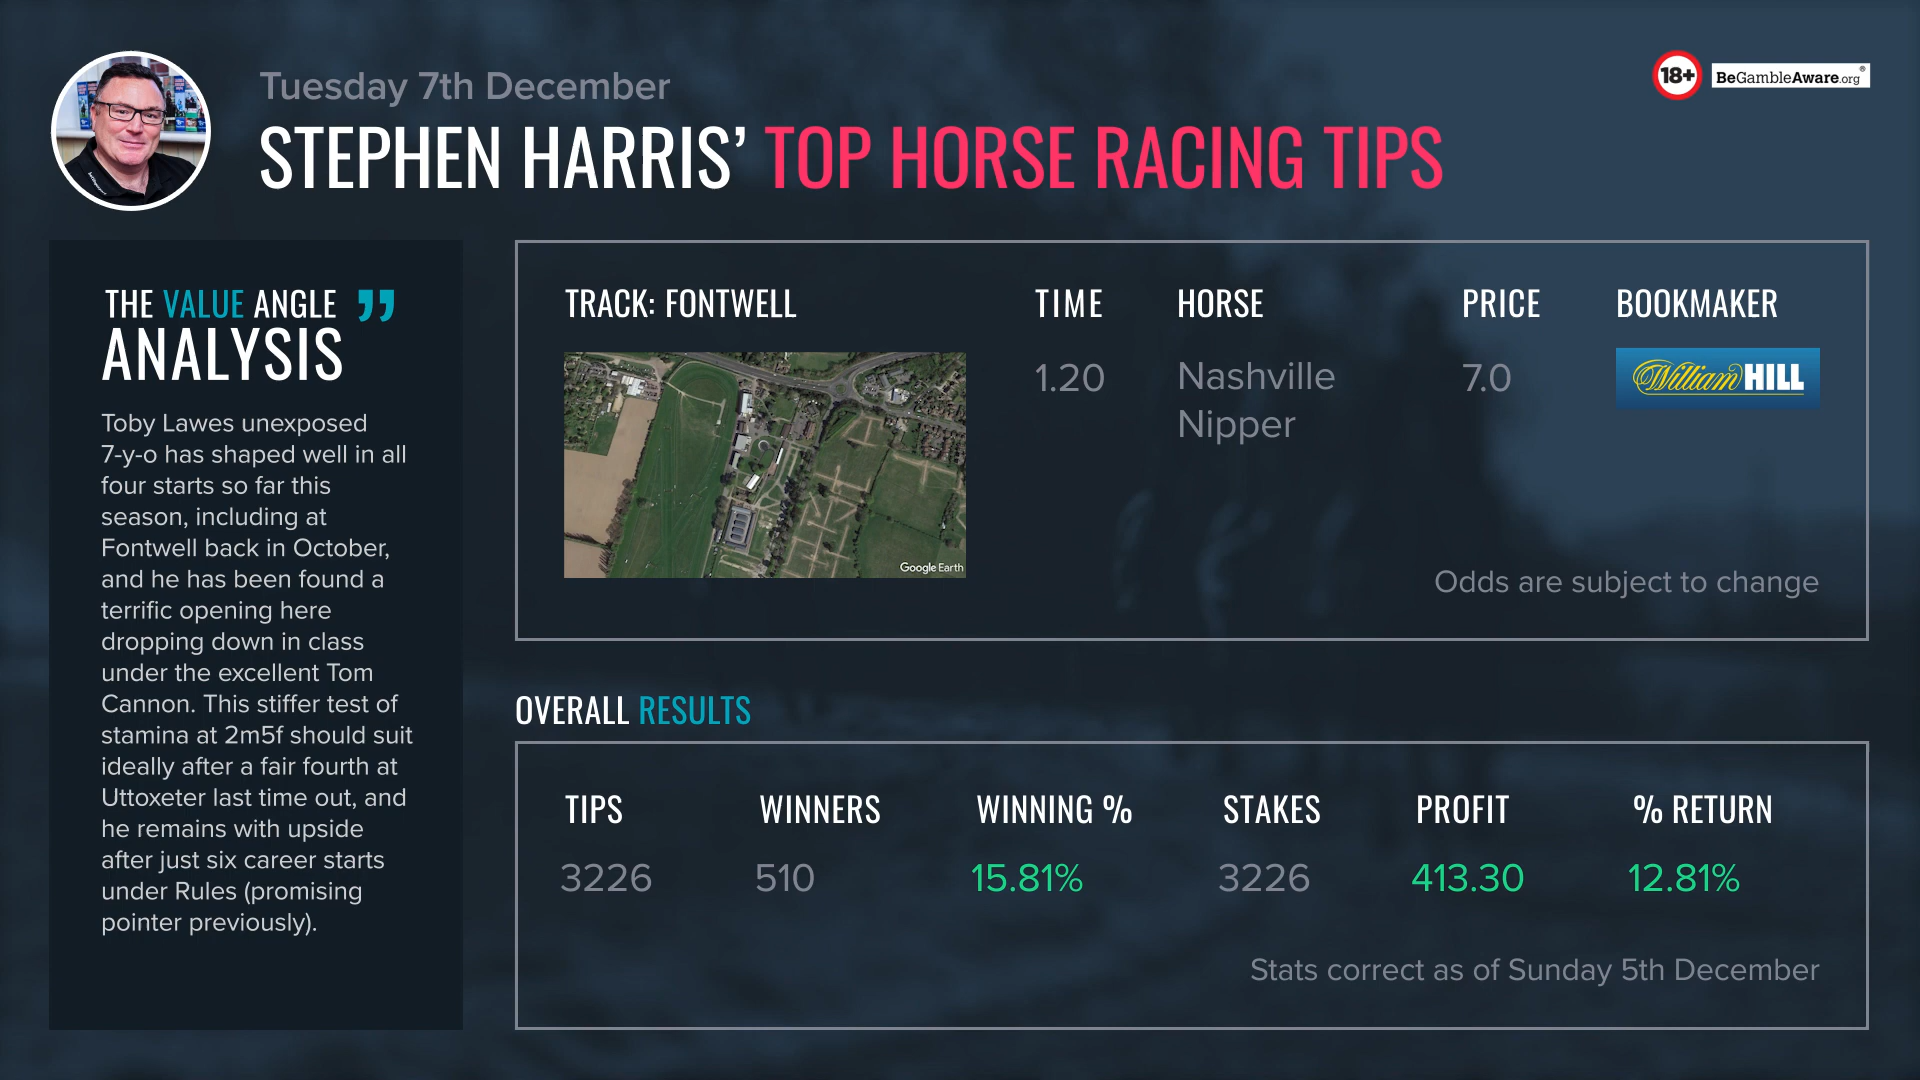 Tuesday 7th December
STEPHEN HARRIS’ TOP HORSE RACING TIPS
18+
BeGambleAware.org®
THE VALUE ANGLE ”
ANALYSIS
Toby Lawes unexposed
7-y-o has shaped well in all
four starts so far this
season, including at
Fontwell back in October,
and he has been found a
terrific opening here
dropping down in class
under the excellent Tom
Cannon. This stiffer test of
stamina at 2m5f should suit
ideally after a fair fourth at
Uttoxeter last time out, and
he remains with upside
after just six career starts
under Rules (promising
pointer previously).
TRACK: FONTWELL
Google Earth
TIME HORSE PRICE BOOKMAKER
1.20 Nashville 7.0 William HILL
Nipper
Odds are subject to change
OVERALL RESULTS
TIPS WINNERS WINNING % STAKES PROFIT % RETURN
3226 510 15.81% 3226 413.30 12.81%
Stats correct as of Sunday 5th December